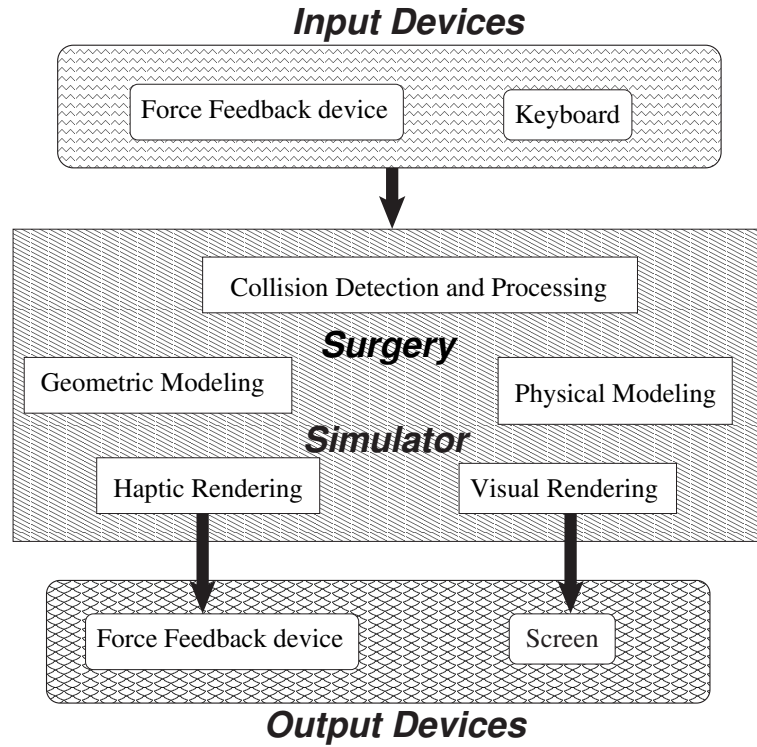 Input Devices
Force Feedback device
Keyboard
Collision Detection and Processing
Surgery
Geometric Modeling
Physical Modeling
Simulator
Haptic Rendering
Visual Rendering
Force Feedback device
Screen
Output Devices